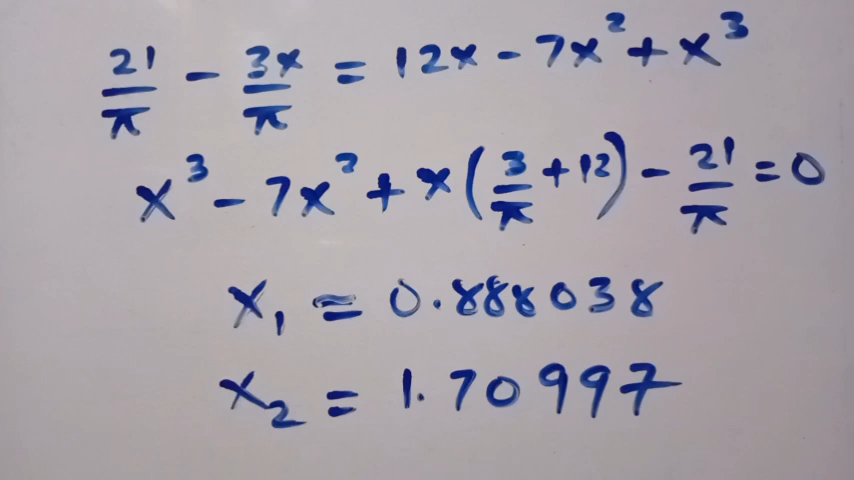 21/π - 3x/π = 12x - 7x² + x³
x³ - 7x² + x(3/π + 12) - 21/π = 0
x₁ ≅ 0.888038
x₂ = 1.70997